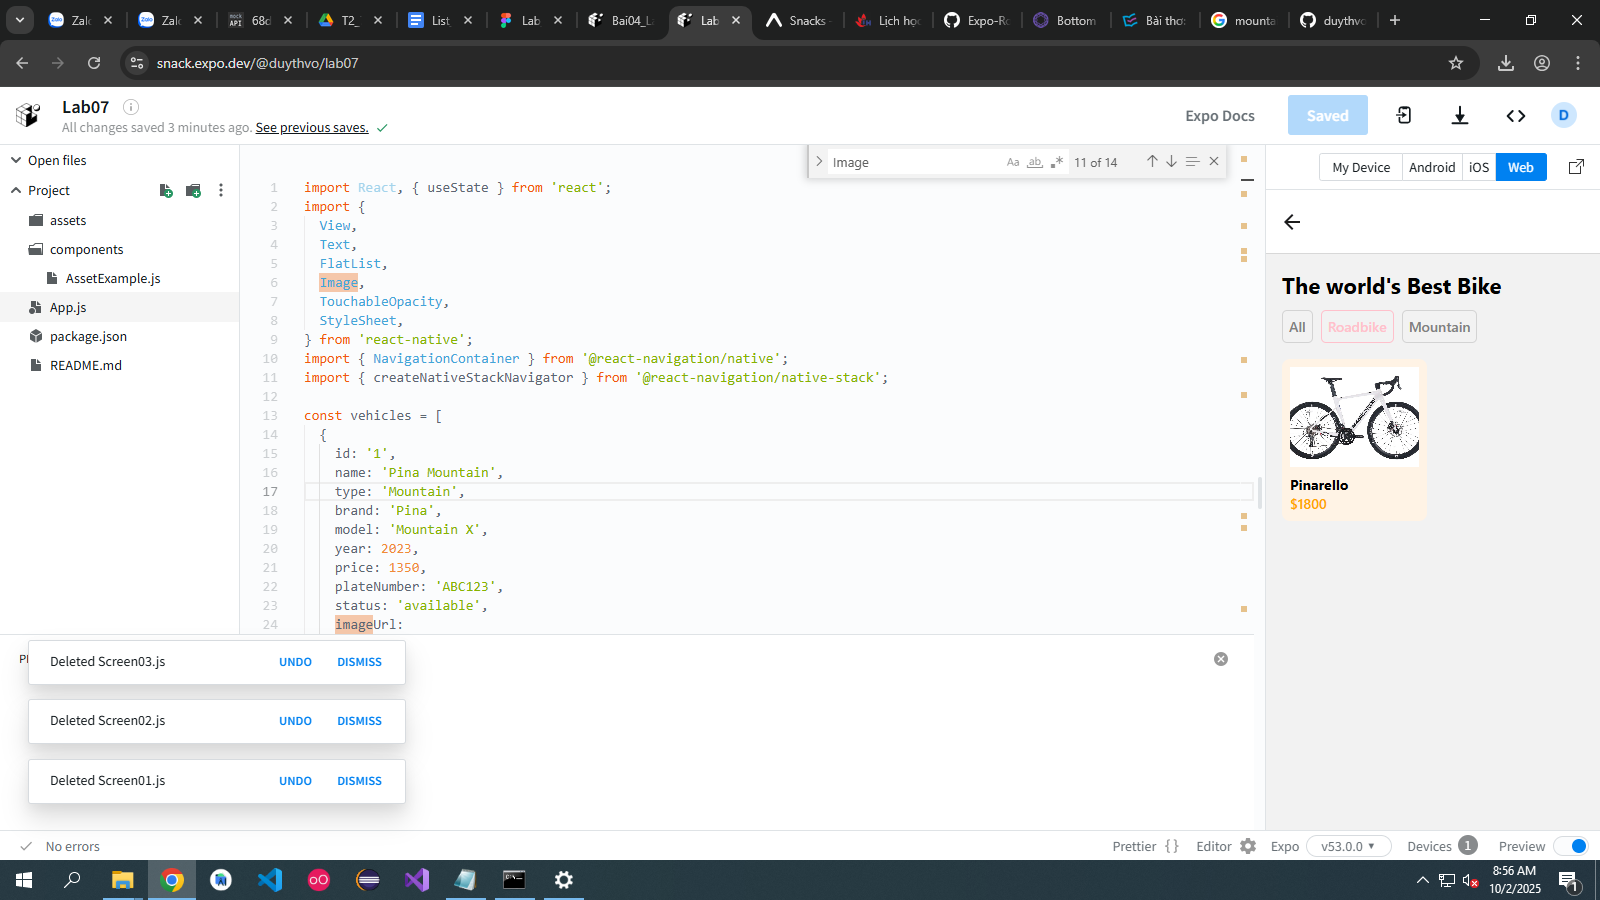 Zalo
Zalo
68d
T2_
List_
Lab
Bai04_L
Lab
Snacks
Lịch học
Expo-Ro
Bottom
Bài thơ:
mounta
duythvo
snack.expo.dev/@duythvo/lab07
Lab07
All changes saved 3 minutes ago. See previous saves.
Expo Docs
Saved
D
Open files
Project
assets
components
AssetExample.js
App.js
package.json
README.md
Image
Aa
ab
11 of 14
1 import React, { useState } from 'react';
2 import {
3 View,
4 Text,
5 FlatList,
6 Image,
7 TouchableOpacity,
8 StyleSheet,
9 } from 'react-native';
10 import { NavigationContainer } from '@react-navigation/native';
11 import { createNativeStackNavigator } from '@react-navigation/native-stack';
12
13 const vehicles = [
14 {
15 id: '1',
16 name: 'Pina Mountain',
17 type: 'Mountain',
18 brand: 'Pina',
19 model: 'Mountain X',
20 year: 2023,
21 price: 1350,
22 plateNumber: 'ABC123',
23 status: 'available',
24 imageUrl:
My Device
Android
iOS
Web
The world's Best Bike
All
Roadbike
Mountain
Pinarello
$1800
Deleted Screen03.js UNDO DISMISS
Deleted Screen02.js UNDO DISMISS
Deleted Screen01.js UNDO DISMISS
No errors
Prettier {}
Editor
Expo
v53.0.0
Devices 1
Preview
8:56 AM
10/2/2025
1